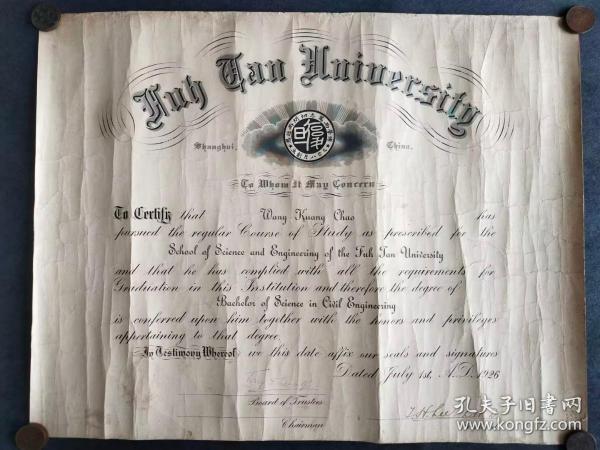 Fuh Tan University
Shanghai, China.
To Whom It May Concern
To Certify that Wang Kuang Chao has
pursued the regular Course of Study as prescribed for the
School of Science and Engineering of the Fuh Tan University
and that he has complied with all the requirements for
Graduation in this Institution and therefore the degree of
Bachelor of Science in Civil Engineering
is conferred upon him together with the honors and privileges
appertaining to that degree.
In Testimony Whereof we this date affix our seals and signatures
Dated July 1st, A.D. 1926
Board of Trustees
Chairman
孔夫子旧书网